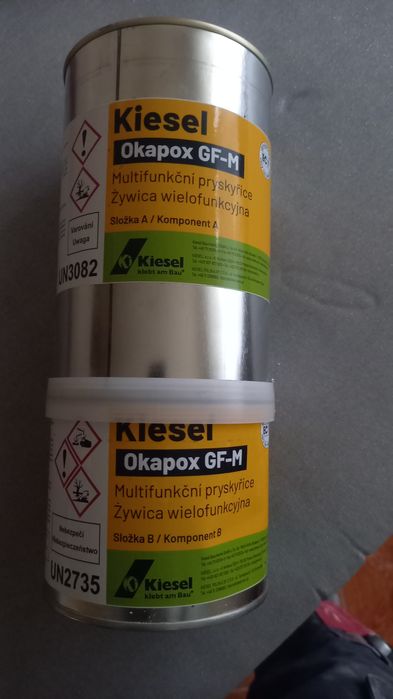 Kiesel
Okapox GF-M
Multifunkční pryskyřice
Żywica wielofunkcyjna
Složka A / Komponent A
Varování
Uwaga
UN3082
Kiesel
klebt am Bau®
Kiesel
Okapox GF-M
Multifunkční pryskyřice
Żywica wielofunkcyjna
Složka B / Komponent B
Nebezpečí
Niebezpieczeństwo
UN2735
Kiesel
klebt am Bau®